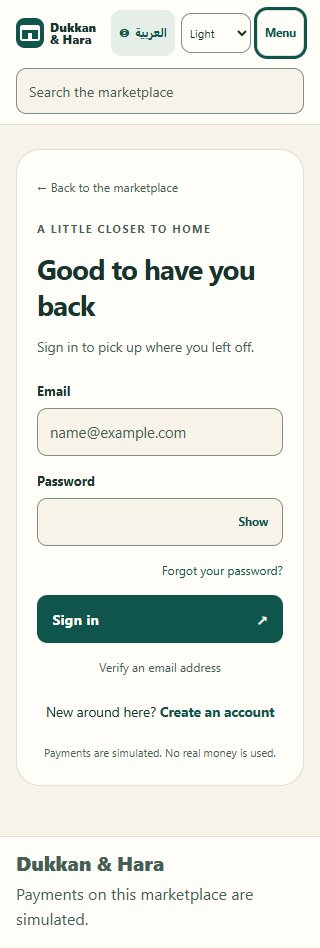 Dukkan
& Hara
العربية
Light
Menu
Search the marketplace
← Back to the marketplace
A LITTLE CLOSER TO HOME
Good to have you
back
Sign in to pick up where you left off.
Email
name@example.com
Password
Show
Forgot your password?
Sign in ↗
Verify an email address
New around here? Create an account
Payments are simulated. No real money is used.
Dukkan & Hara
Payments on this marketplace are
simulated.